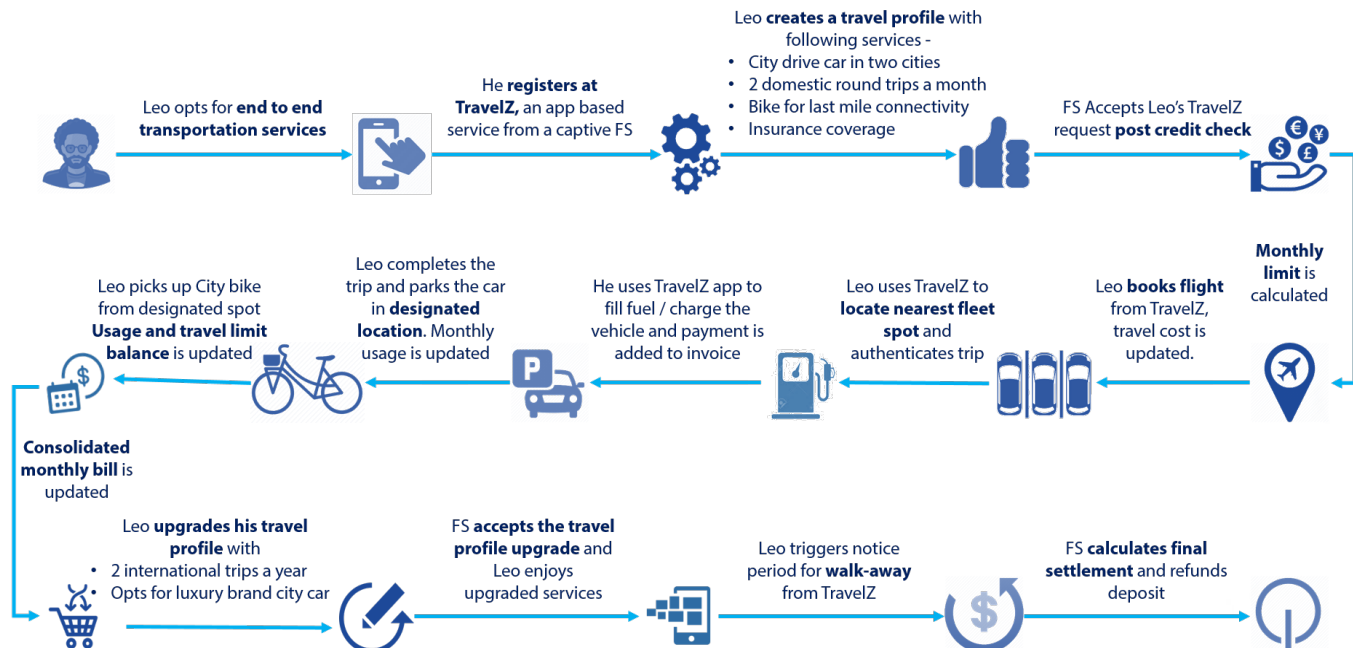 Leo opts for end to end
transportation services
He registers at
TravelZ, an app based
service from a captive FS
Leo creates a travel profile with
following services -
• City drive car in two cities
• 2 domestic round trips a month
• Bike for last mile connectivity
• Insurance coverage
FS Accepts Leo's TravelZ
request post credit check
€
¥
$
£
Monthly
limit is
calculated
Leo books flight
from TravelZ,
travel cost is
updated.
Leo uses TravelZ to
locate nearest fleet
spot and
authenticates trip
He uses TravelZ app to
fill fuel / charge the
vehicle and payment is
added to invoice
Leo completes the
trip and parks the car
in designated
location. Monthly
usage is updated
P
Leo picks up City bike
from designated spot
Usage and travel limit
balance is updated
$
Consolidated
monthly bill is
updated
Leo upgrades his travel
profile with
• 2 international trips a year
• Opts for luxury brand city car
FS accepts the travel
profile upgrade and
Leo enjoys
upgraded services
Leo triggers notice
period for walk-away
from TravelZ
$
FS calculates final
settlement and refunds
deposit